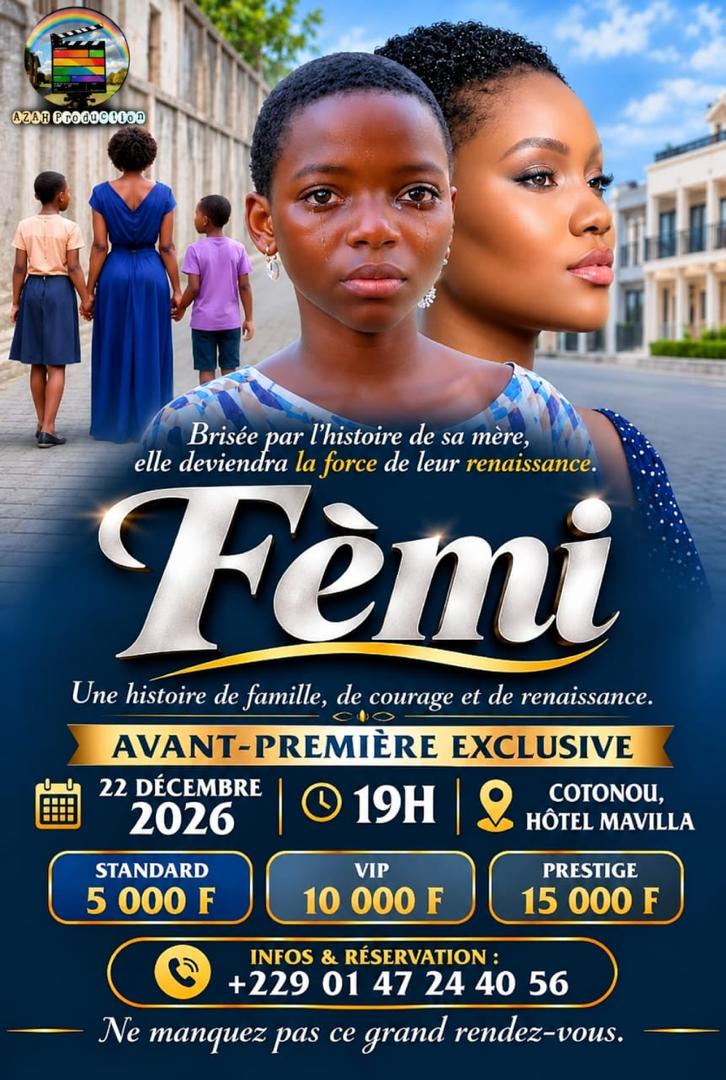 AZAH Production
Brisée par l'histoire de sa mère,
elle deviendra la force de leur renaissance.
Fèmi
Une histoire de famille, de courage et de renaissance.
AVANT-PREMIÈRE EXCLUSIVE
22 DÉCEMBRE
2026
19H
COTONOU,
HÔTEL MAVILLA
STANDARD
5 000 F
VIP
10 000 F
PRESTIGE
15 000 F
INFOS & RÉSERVATION :
+229 01 47 24 40 56
Ne manquez pas ce grand rendez-vous.